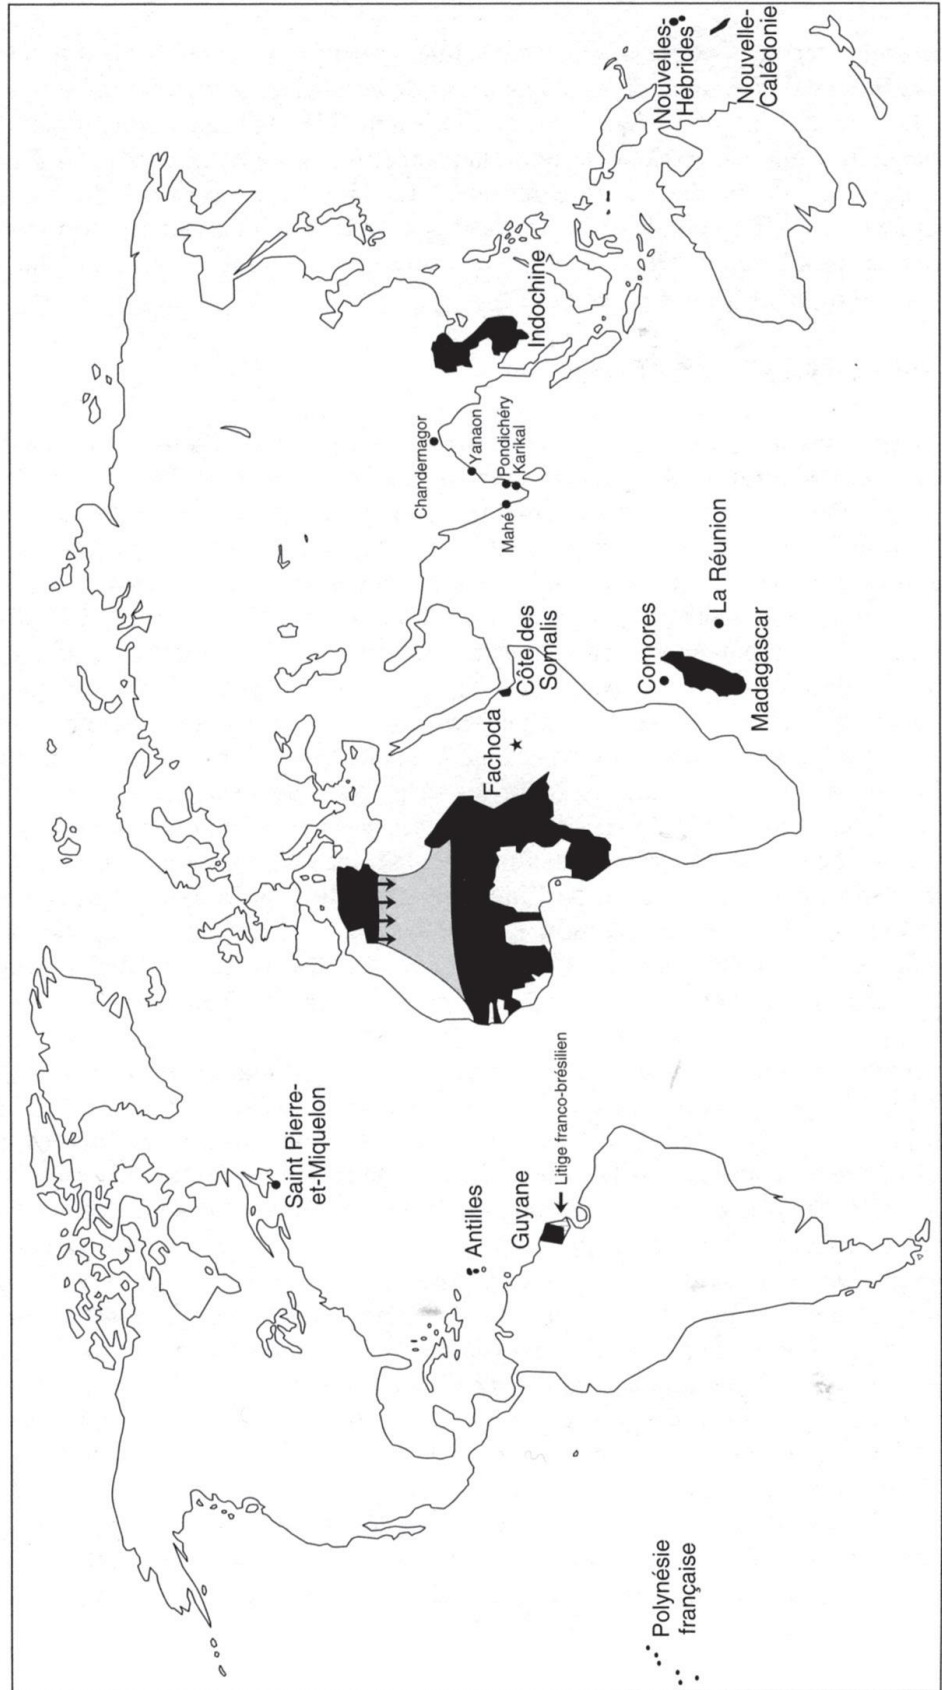 Saint Pierre-
et-Miquelon
Antilles
Guyane
Litige franco-brésilien
Polynésie
française
Fachoda
Côte des
Somalis
Comores
La Réunion
Madagascar
Chandernagor
Yanaon
Pondichéry
Karikal
Mahé
Indochine
Nouvelles-
Hébrides
Nouvelle-
Calédonie